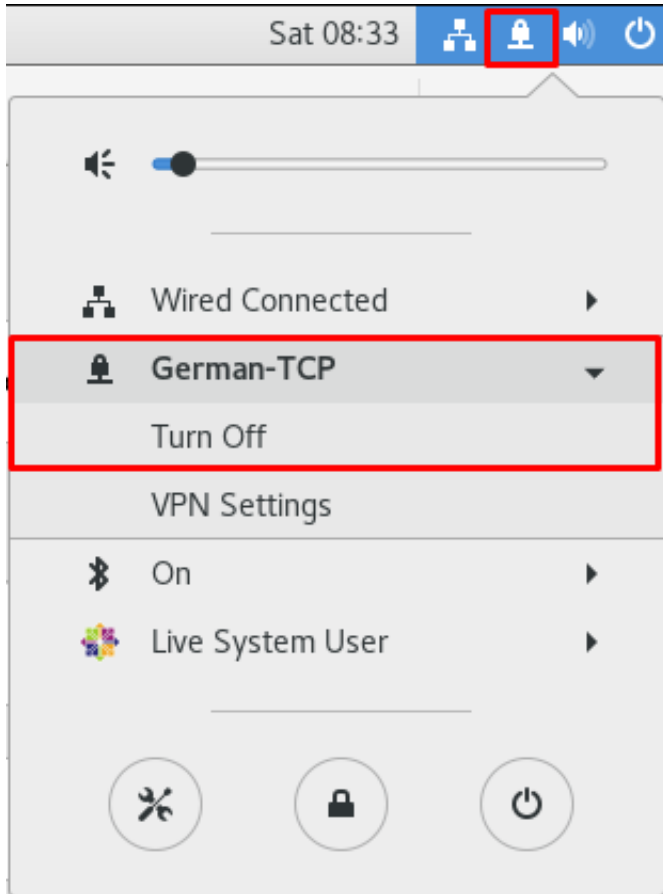 Sat 08:33
Wired Connected
German-TCP
Turn Off
VPN Settings
On
Live System User